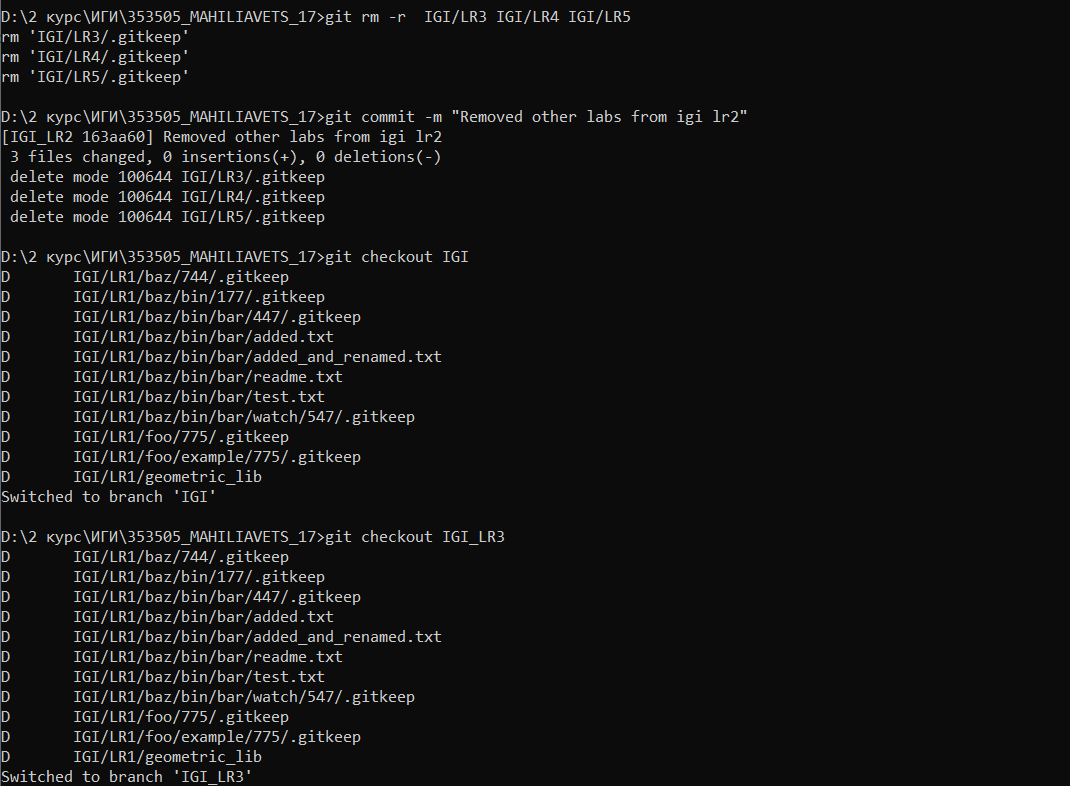 D:\2 курс\ИГИ\353505_MAHILIAVETS_17>git rm -r  IGI/LR3 IGI/LR4 IGI/LR5
rm 'IGI/LR3/.gitkeep'
rm 'IGI/LR4/.gitkeep'
rm 'IGI/LR5/.gitkeep'
D:\2 курс\ИГИ\353505_MAHILIAVETS_17>git commit -m "Removed other labs from igi lr2"
[IGI_LR2 163aa60] Removed other labs from igi lr2
 3 files changed, 0 insertions(+), 0 deletions(-)
 delete mode 100644 IGI/LR3/.gitkeep
 delete mode 100644 IGI/LR4/.gitkeep
 delete mode 100644 IGI/LR5/.gitkeep
D:\2 курс\ИГИ\353505_MAHILIAVETS_17>git checkout IGI
D       IGI/LR1/baz/744/.gitkeep
D       IGI/LR1/baz/bin/177/.gitkeep
D       IGI/LR1/baz/bin/bar/447/.gitkeep
D       IGI/LR1/baz/bin/bar/added.txt
D       IGI/LR1/baz/bin/bar/added_and_renamed.txt
D       IGI/LR1/baz/bin/bar/readme.txt
D       IGI/LR1/baz/bin/bar/test.txt
D       IGI/LR1/baz/bin/bar/watch/547/.gitkeep
D       IGI/LR1/foo/775/.gitkeep
D       IGI/LR1/foo/example/775/.gitkeep
D       IGI/LR1/geometric_lib
Switched to branch 'IGI'
D:\2 курс\ИГИ\353505_MAHILIAVETS_17>git checkout IGI_LR3
D       IGI/LR1/baz/744/.gitkeep
D       IGI/LR1/baz/bin/177/.gitkeep
D       IGI/LR1/baz/bin/bar/447/.gitkeep
D       IGI/LR1/baz/bin/bar/added.txt
D       IGI/LR1/baz/bin/bar/added_and_renamed.txt
D       IGI/LR1/baz/bin/bar/readme.txt
D       IGI/LR1/baz/bin/bar/test.txt
D       IGI/LR1/baz/bin/bar/watch/547/.gitkeep
D       IGI/LR1/foo/775/.gitkeep
D       IGI/LR1/foo/example/775/.gitkeep
D       IGI/LR1/geometric_lib
Switched to branch 'IGI_LR3'